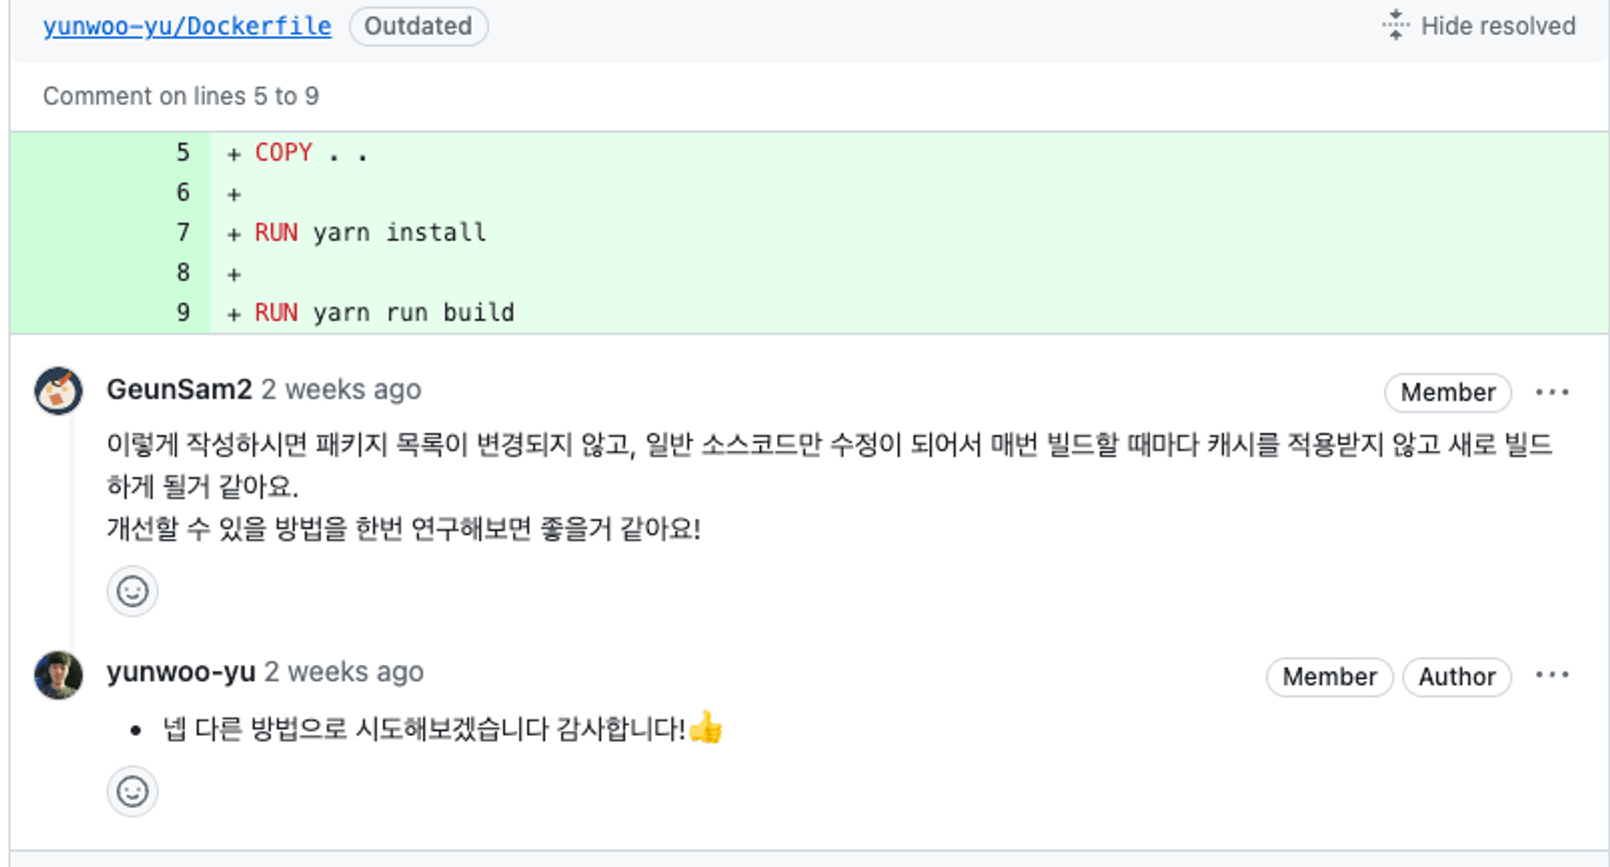 yunwoo-yu/Dockerfile Outdated Hide resolved
Comment on lines 5 to 9
5 + COPY . .
6 +
7 + RUN yarn install
8 +
9 + RUN yarn run build
GeunSam2 2 weeks ago Member ...
이렇게 작성하시면 패키지 목록이 변경되지 않고, 일반 소스코드만 수정이 되어서 매번 빌드할 때마다 캐시를 적용받지 않고 새로 빌드
하게 될거 같아요.
개선할 수 있을 방법을 한번 연구해보면 좋을거 같아요!
yunwoo-yu 2 weeks ago Member Author ...
• 넵 다른 방법으로 시도해보겠습니다 감사합니다!👍